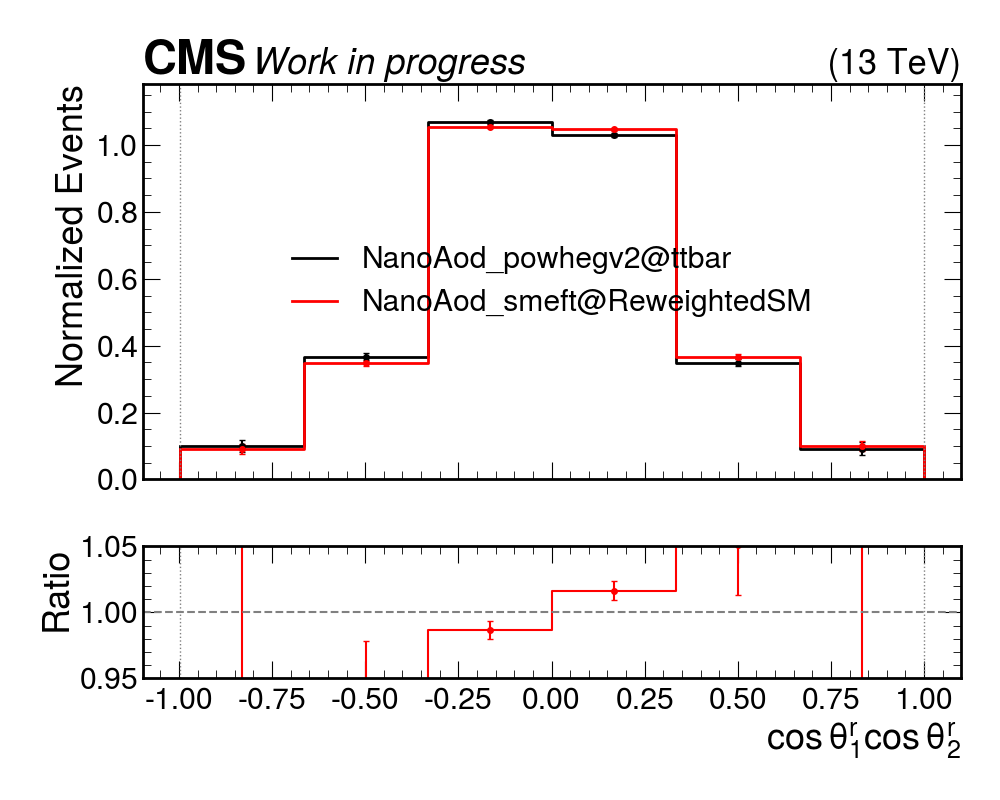 CMS Work in progress (13 TeV)
Normalized Events
1.0
0.8
0.6
0.4
0.2
0.0
NanoAod_powhegv2@ttbar
NanoAod_smeft@ReweightedSM
Ratio
1.05
1.00
0.95
-1.00 -0.75 -0.50 -0.25 0.00 0.25 0.50 0.75 1.00
cos θ₁ʳ cos θ₂ʳ